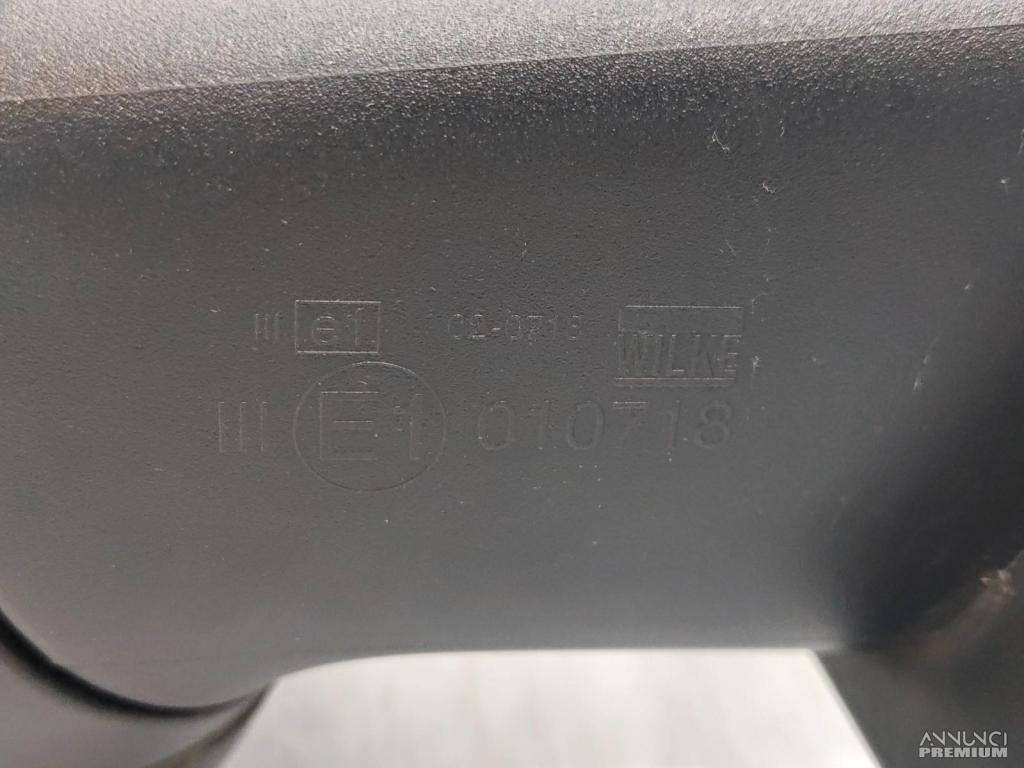 III e1 02-0718 WILKE
III E1 010718
ANNUNCI
PREMIUM